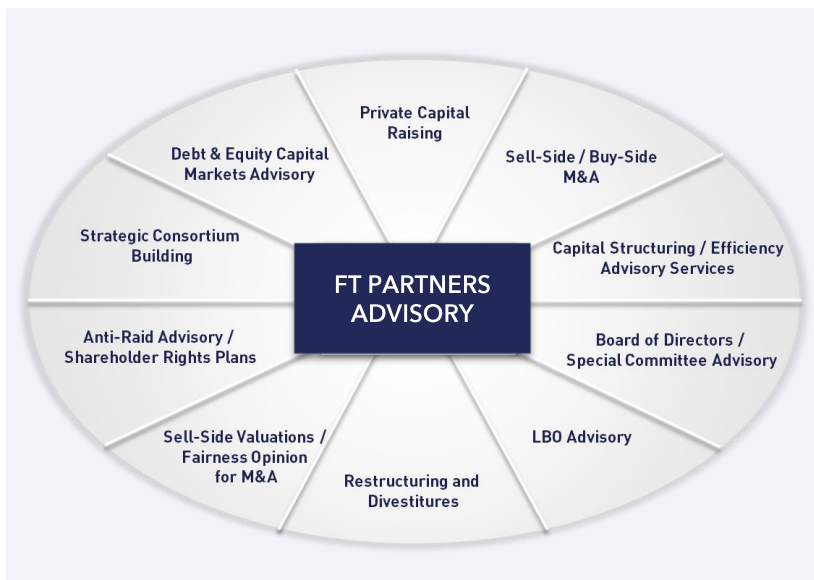 Private Capital
Raising
Debt & Equity Capital
Markets Advisory
Sell-Side / Buy-Side
M&A
Strategic Consortium
Building
Capital Structuring / Efficiency
Advisory Services
FT PARTNERS
ADVISORY
Anti-Raid Advisory /
Shareholder Rights Plans
Board of Directors /
Special Committee Advisory
Sell-Side Valuations /
Fairness Opinion
for M&A
LBO Advisory
Restructuring and
Divestitures